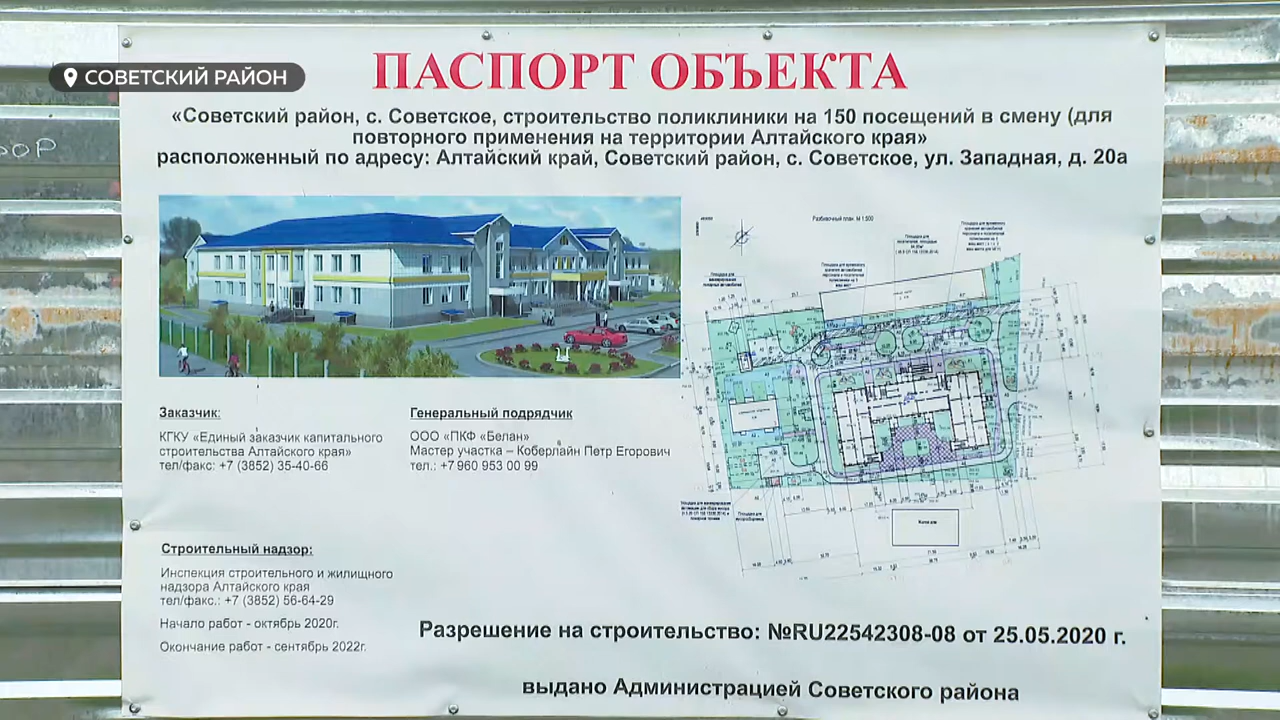 СОВЕТСКИЙ РАЙОН
ПАСПОРТ ОБЪЕКТА
«Советский район, с. Советское, строительство поликлиники на 150 посещений в смену (для
повторного применения на территории Алтайского края»
расположенный по адресу: Алтайский край, Советский район, с. Советское, ул. Западная, д. 20а
Разбивочный план. М 1:500
Заказчик:
КГКУ «Единый заказчик капитального
строительства Алтайского края»
тел/факс: +7 (3852) 35-40-66
Генеральный подрядчик
ООО «ПКФ «Белан»
Мастер участка – Коберлайн Петр Егорович
тел.: +7 960 953 00 99
Строительный надзор:
Инспекция строительного и жилищного
надзора Алтайского края
тел/факс.: +7 (3852) 56-64-29
Начало работ - октябрь 2020г.
Окончание работ - сентябрь 2022г.
Разрешение на строительство: №RU22542308-08 от 25.05.2020 г.
выдано Администрацией Советского района